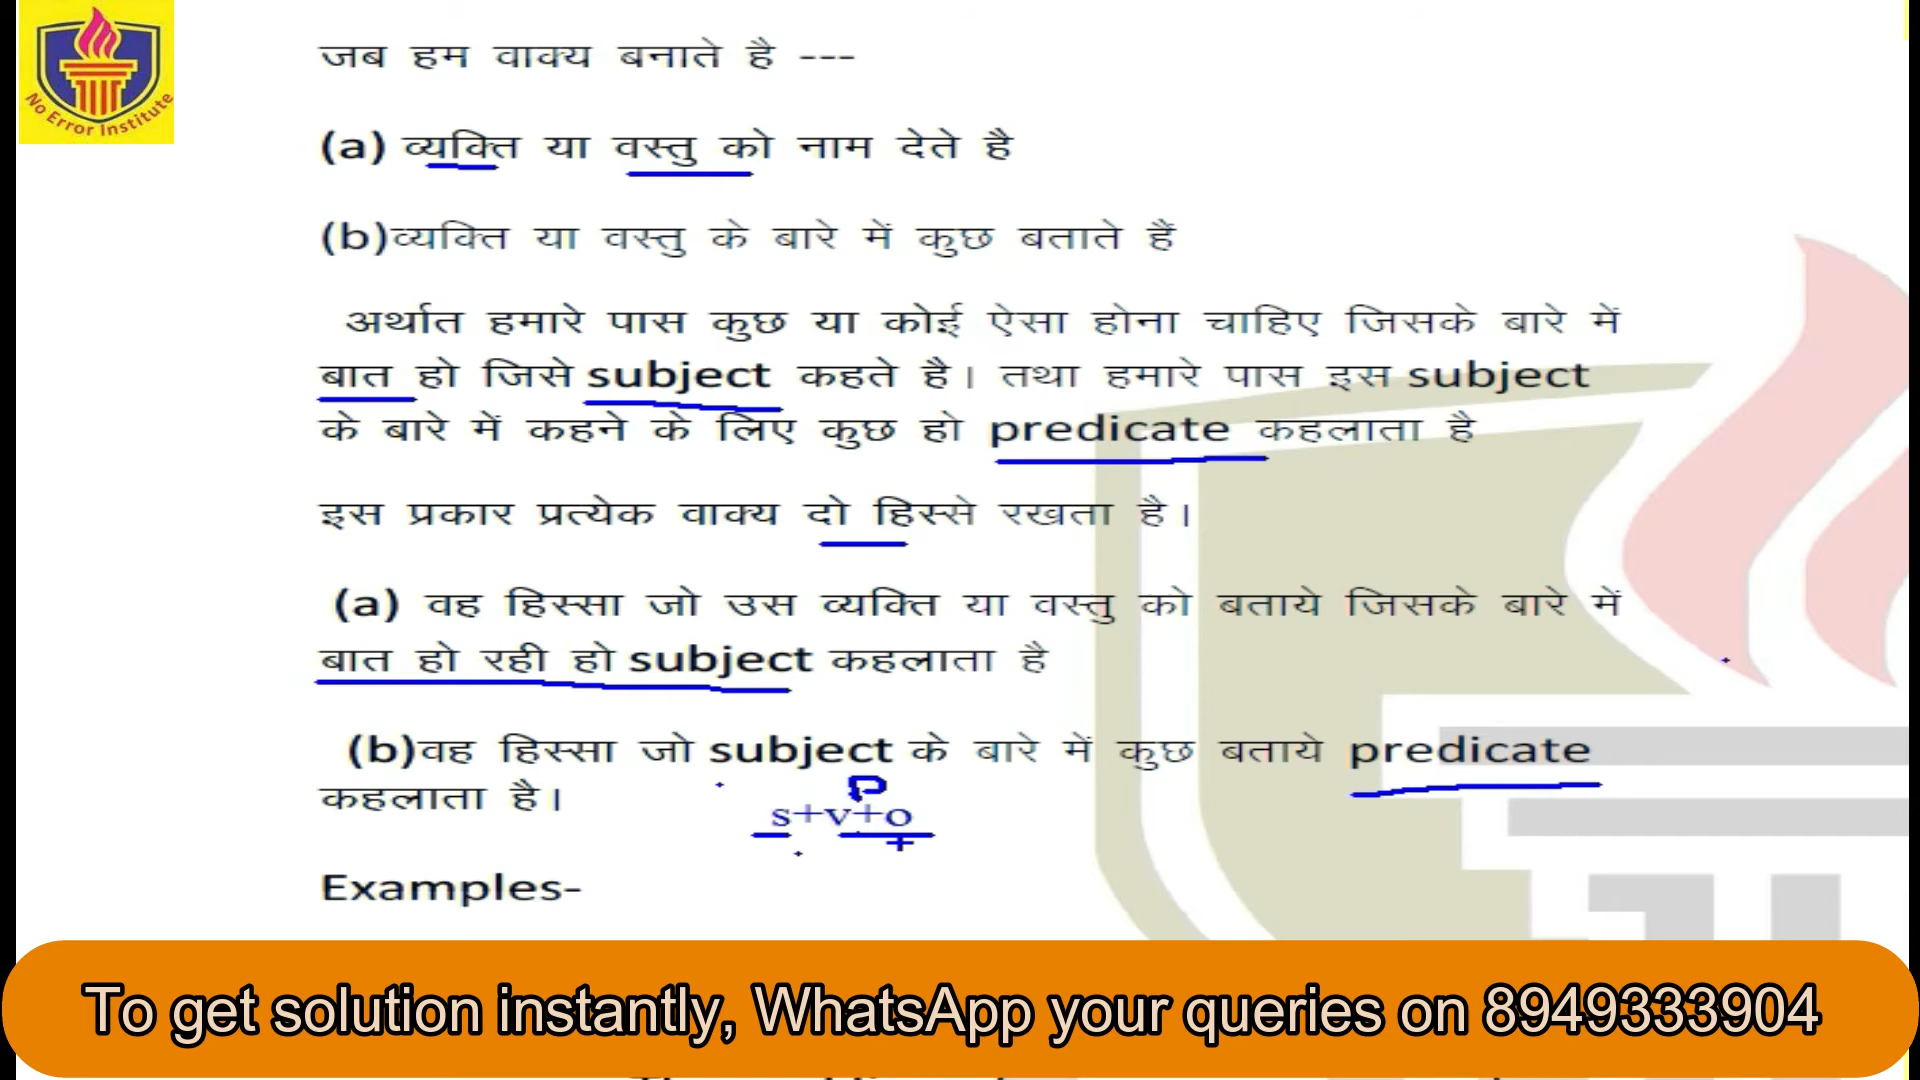 No Error Institute
जब हम वाक्य बनाते है ---
(a) व्यक्ति या वस्तु को नाम देते है
(b)व्यक्ति या वस्तु के बारे में कुछ बताते हैं
अर्थात हमारे पास कुछ या कोई ऐसा होना चाहिए जिसके बारे में
बात हो जिसे subject कहते है। तथा हमारे पास इस subject
के बारे में कहने के लिए कुछ हो predicate कहलाता है
इस प्रकार प्रत्येक वाक्य दो हिस्से रखता है।
(a) वह हिस्सा जो उस व्यक्ति या वस्तु को बताये जिसके बारे में
बात हो रही हो subject कहलाता है
(b)वह हिस्सा जो subject के बारे में कुछ बताये predicate
कहलाता है।
P
s+v+o
+
Examples-
To get solution instantly, WhatsApp your queries on 8949333904